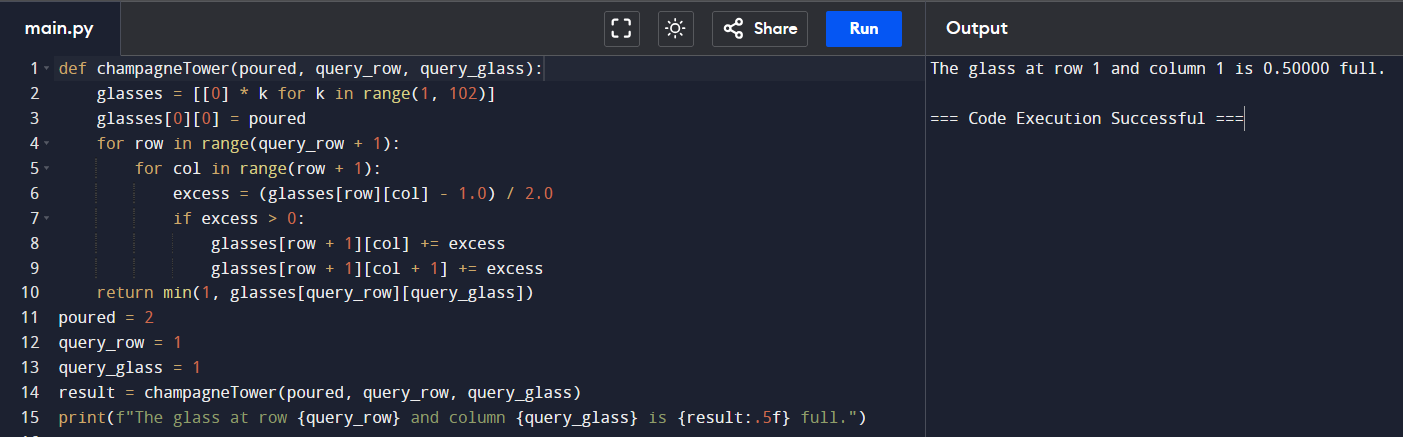 main.py Share Run Output
1 def champagneTower(poured, query_row, query_glass):
2     glasses = [[0] * k for k in range(1, 102)]
3     glasses[0][0] = poured
4     for row in range(query_row + 1):
5         for col in range(row + 1):
6             excess = (glasses[row][col] - 1.0) / 2.0
7             if excess > 0:
8                 glasses[row + 1][col] += excess
9                 glasses[row + 1][col + 1] += excess
10     return min(1, glasses[query_row][query_glass])
11 poured = 2
12 query_row = 1
13 query_glass = 1
14 result = champagneTower(poured, query_row, query_glass)
15 print(f"The glass at row {query_row} and column {query_glass} is {result:.5f} full.")
The glass at row 1 and column 1 is 0.50000 full.
=== Code Execution Successful ===